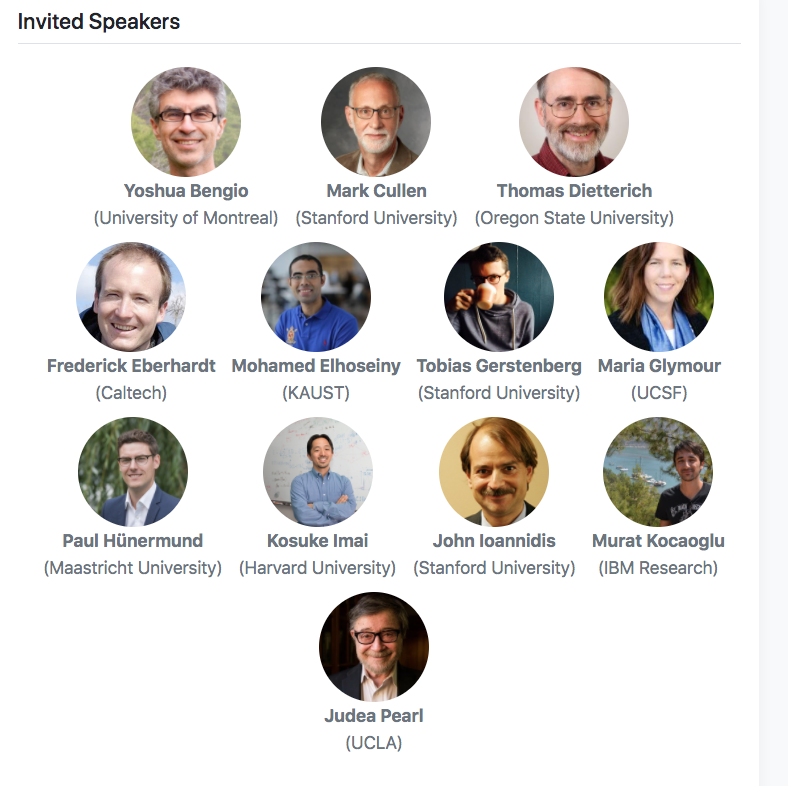 Invited Speakers
Yoshua Bengio Mark Cullen Thomas Dietterich
(University of Montreal) (Stanford University) (Oregon State University)
Frederick Eberhardt Mohamed Elhoseiny Tobias Gerstenberg Maria Glymour
(Caltech) (KAUST) (Stanford University) (UCSF)
Paul Hünermund Kosuke Imai John Ioannidis Murat Kocaoglu
(Maastricht University) (Harvard University) (Stanford University) (IBM Research)
Judea Pearl
(UCLA)